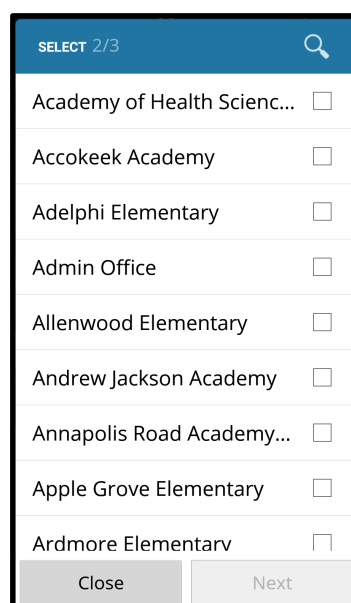 SELECT 2/3
Academy of Health Scienc...
Accokeek Academy
Adelphi Elementary
Admin Office
Allenwood Elementary
Andrew Jackson Academy
Annapolis Road Academy...
Apple Grove Elementary
Ardmore Elementary
Close Next